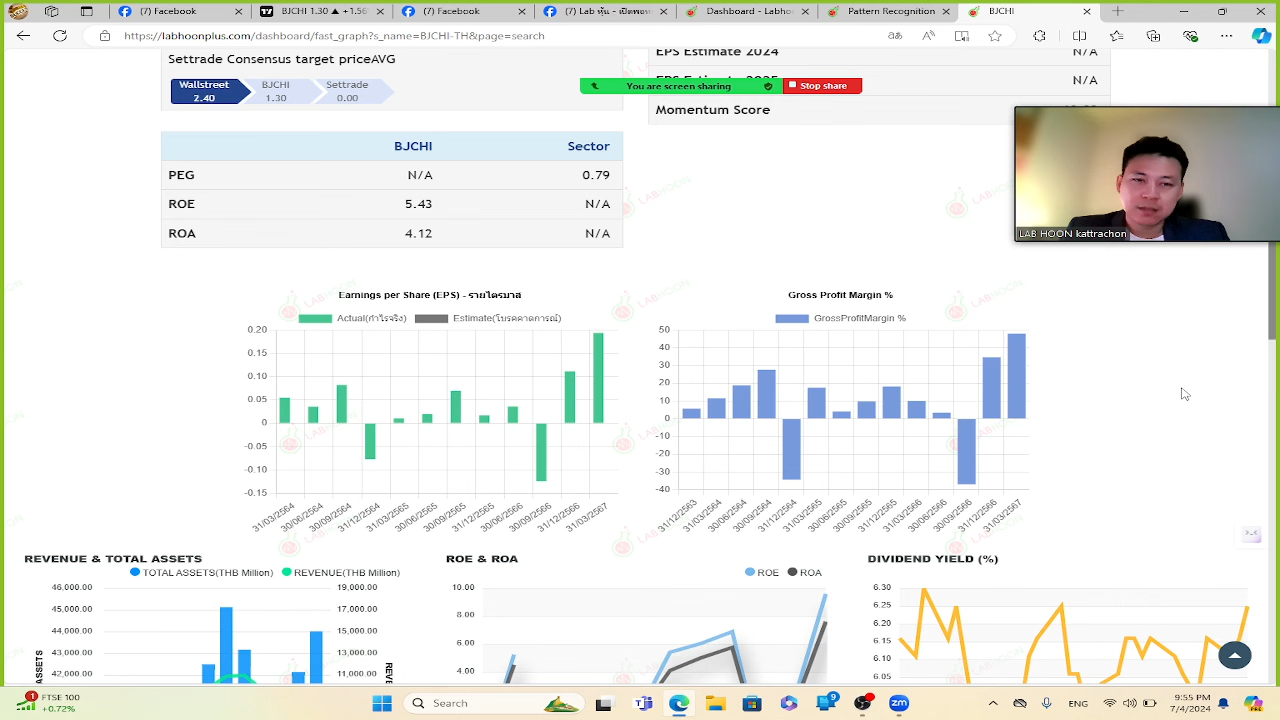 Facebook
BJCHI 1.30 ▲ +1.56
(7) Facebook
(7) Lab หุ้น - Demo
Dashboard - Labhoon
Pattern Recognition
BJCHI
https://labhoonplus.com/dashboard/fast_graph?s_name=BJCHI-TH&page=search
Settrade Consensus target priceAVG
Wallstreet BJCHI Settrade
2.40 1.30 0.00
EPS Estimate 2024 N/A
EPS Estimate 2025 N/A
You are screen sharing Stop share
Momentum Score
BJCHI Sector
PEG N/A 0.79
ROE 5.43 N/A
ROA 4.12 N/A
LAB HOON kattrachon
Earnings per Share (EPS) - รายไตรมาส
Actual(กำไรจริง) Estimate(โบรคคาดการณ์)
0.20
0.15
0.10
0.05
0
-0.05
-0.10
-0.15
31/03/2564 30/06/2564 30/09/2564 31/12/2564 31/03/2565 30/06/2565 30/09/2565 31/12/2565 30/06/2566 30/09/2566 31/12/2566 31/03/2567
Gross Profit Margin %
GrossProfitMargin %
50
40
30
20
10
0
-10
-20
-30
-40
31/12/2563 31/03/2564 30/06/2564 30/09/2564 31/12/2564 31/03/2565 30/06/2565 30/09/2565 31/12/2565 31/03/2566 30/06/2566 30/09/2566 31/12/2566 31/03/2567
REVENUE & TOTAL ASSETS
TOTAL ASSETS(THB Million) REVENUE(THB Million)
46,000.00 19,000.00
45,000.00 17,000.00
44,000.00 15,000.00
43,000.00 13,000.00
42,000.00 11,000.00
ASSETS
REVE
ROE & ROA
ROE ROA
10.00
8.00
6.00
4.00
DIVIDEND YIELD (%)
6.30
6.25
6.20
6.15
6.10
6.05
LABHOON
1
FTSE 100
+0.72%
Search
9
zm
9:55 PM
7/4/2024